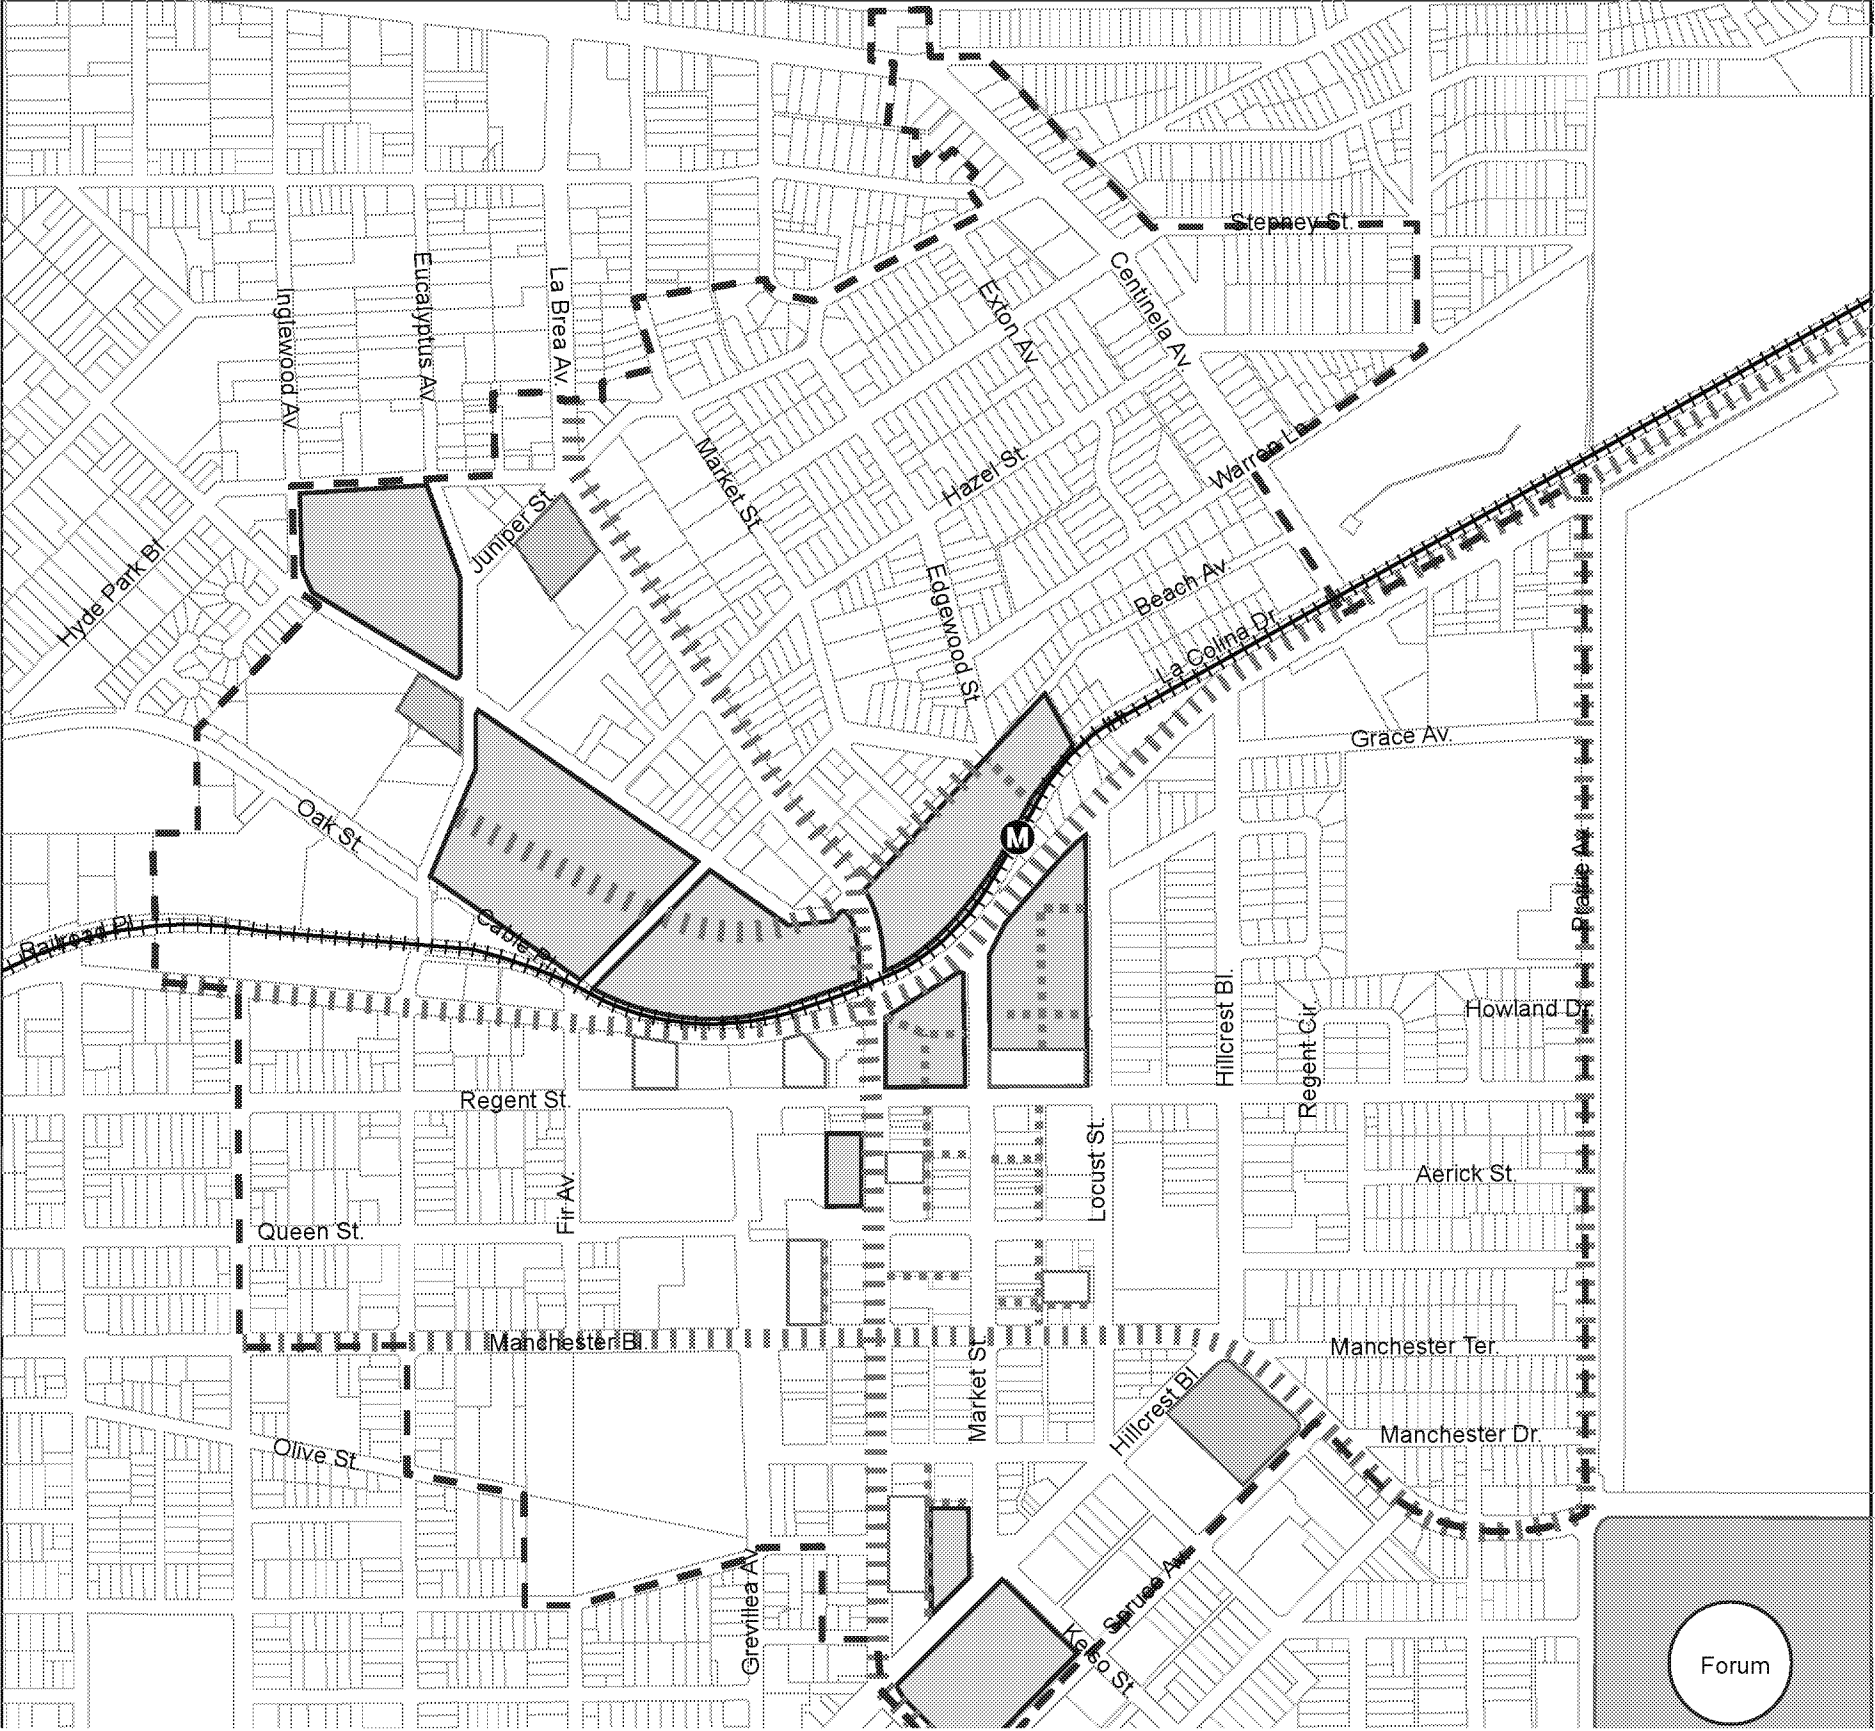 Stepney St.
Centinela Av
Exton Av
Eucalyptus Av
La Brea Av
Inglewood Av
Market St
Hazel St.
Warren Ln
Juniper St.
Hyde Park Bl
Edgewood St
Beach Av
La Colina Dr.
Grace Av.
Oak St.
M
Prairie Av
Railroad Pl
Cable P
Hillcrest Bl.
Regent Cir
Howland Dr
Regent St.
Locust St.
Aerick St.
Fir Av.
Queen St.
Manchester Bl
Market St.
Manchester Ter.
Hillcrest Bl.
Manchester Dr.
Olive St
Grevillea Av
Spruce Av
Kelso St
Forum